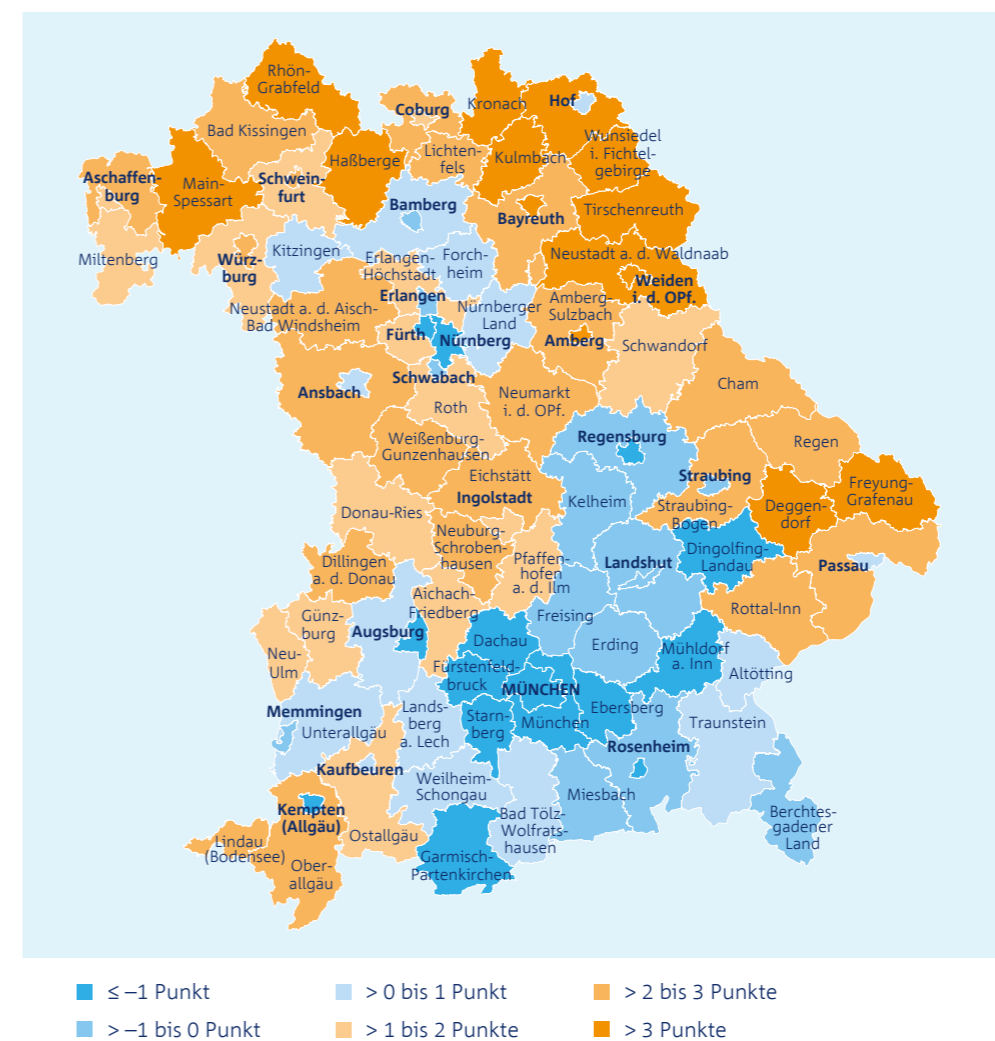 Rhön-
Grabfeld
Kronach
Hof
Coburg
Bad Kissingen
Wunsiedel
i. Fichtel-
gebirge
Lichten-
fels
Kulmbach
Haßberge
Aschaffen-
burg
Main-
Spessart
Schwein-
furt
Bamberg
Bayreuth
Tirschenreuth
Miltenberg
Würz-
burg
Kitzingen
Erlangen-
Höchstadt
Forch-
heim
Neustadt a. d. Waldnaab
Weiden
i. d. OPf.
Erlangen
Neustadt a. d. Aisch-
Bad Windsheim
Nürnberger
Land
Amberg-
Sulzbach
Fürth
Nürnberg
Amberg
Schwandorf
Schwabach
Ansbach
Roth
Neumarkt
i. d. OPf.
Cham
Weißenburg-
Gunzenhausen
Regensburg
Regen
Eichstätt
Ingolstadt
Straubing
Freyung-
Grafenau
Kelheim
Donau-Ries
Straubing-
Bogen
Deggen-
dorf
Neuburg-
Schroben-
hausen
Pfaffen-
hofen
a. d. Ilm
Dingolfing-
Landau
Dillingen
a. d. Donau
Landshut
Passau
Aichach-
Friedberg
Günz-
burg
Freising
Rottal-Inn
Augsburg
Dachau
Erding
Mühldorf
a. Inn
Neu-
Ulm
Fürstenfeld-
bruck
MÜNCHEN
Altötting
Memmingen
Unterallgäu
Lands-
berg
a. Lech
Starn-
berg
München
Ebersberg
Traunstein
Rosenheim
Kaufbeuren
Weilheim-
Schongau
Miesbach
Kempten
(Allgäu)
Bad Tölz-
Wolfrats-
hausen
Berchtes-
gadener
Land
Lindau
(Bodensee)
Ostallgäu
Ober-
allgäu
Garmisch-
Partenkirchen
≤ –1 Punkt
> –1 bis 0 Punkt
> 0 bis 1 Punkt
> 1 bis 2 Punkte
> 2 bis 3 Punkte
> 3 Punkte